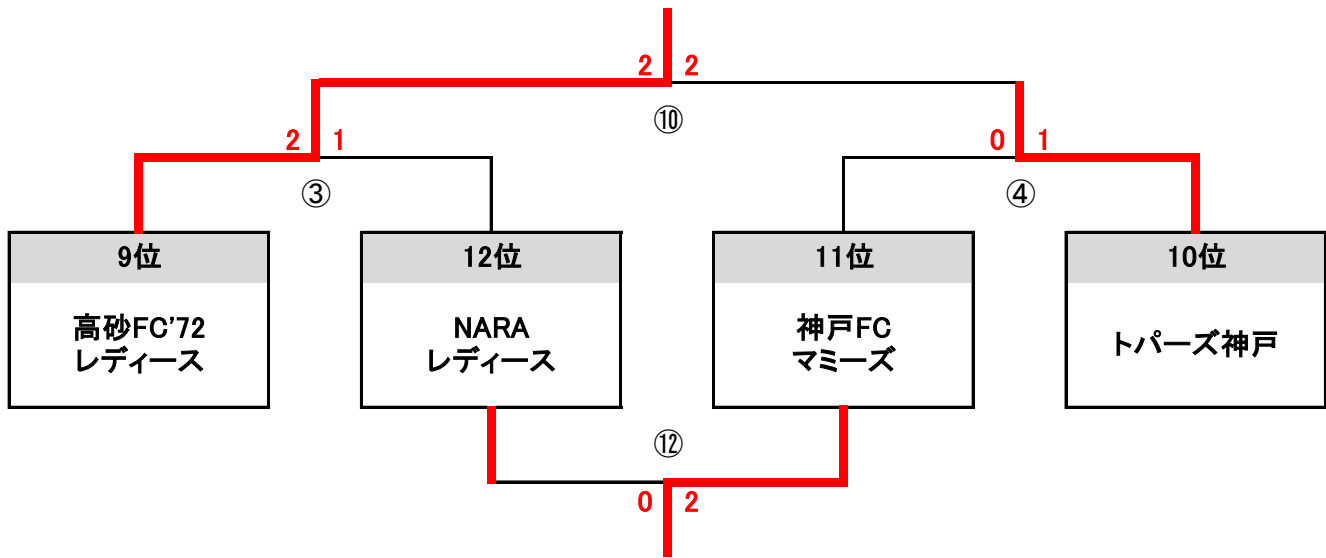 2 2
⑩
2 1
0 1
③
④
9位
12位
11位
10位
高砂FC'72
レディース
NARA
レディース
神戸FC
マミーズ
トパーズ神戸
⑫
0 2